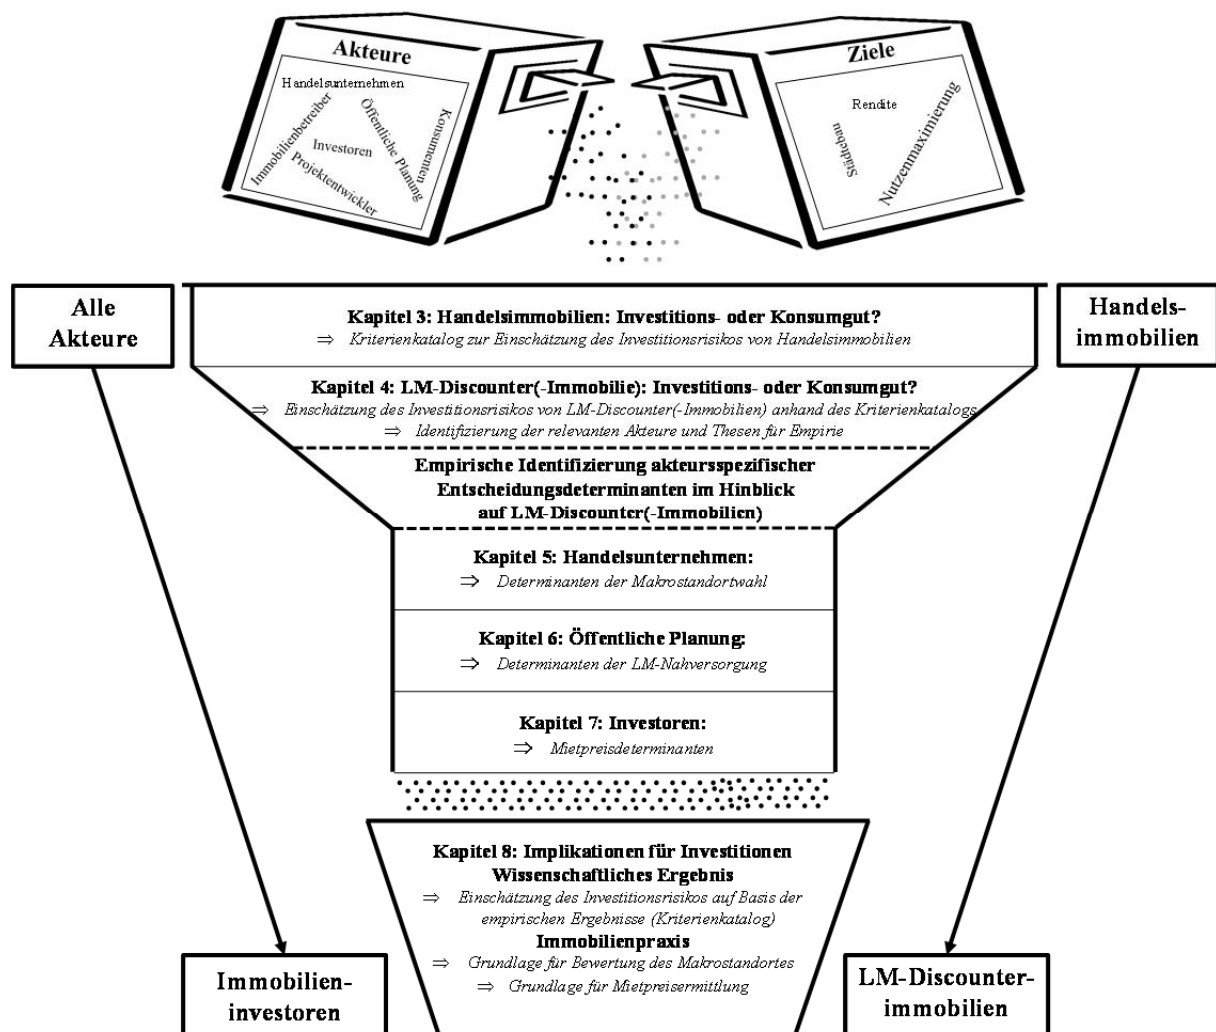 Akteure
Handelsunternehmen
Immobilienbetreiber
Öffentliche Planung
Konsumenten
Investoren
Projektentwickler
Ziele
Rendite
Städtebau
Nutzenmaximierung
Alle
Akteure
Handels-
immobilien
Kapitel 3: Handelsimmobilien: Investitions- oder Konsumgut?
⇒ Kriterienkatalog zur Einschätzung des Investitionsrisikos von Handelsimmobilien
Kapitel 4: LM-Discounter(-Immobilie): Investitions- oder Konsumgut?
⇒ Einschätzung des Investitionsrisikos von LM-Discounter(-Immobilien) anhand des Kriterienkatalogs
⇒ Identifizierung der relevanten Akteure und Thesen für Empirie
Empirische Identifizierung akteursspezifischer
Entscheidungsdeterminanten im Hinblick
auf LM-Discounter(-Immobilien)
Kapitel 5: Handelsunternehmen:
⇒ Determinanten der Makrostandortwahl
Kapitel 6: Öffentliche Planung:
⇒ Determinanten der LM-Nahversorgung
Kapitel 7: Investoren:
⇒ Mietpreisdeterminanten
Kapitel 8: Implikationen für Investitionen
Wissenschaftliches Ergebnis
⇒ Einschätzung des Investitionsrisikos auf Basis der
empirischen Ergebnisse (Kriterienkatalog)
Immobilienpraxis
⇒ Grundlage für Bewertung des Makrostandortes
⇒ Grundlage für Mietpreisermittlung
Immobilien-
investoren
LM-Discounter-
immobilien